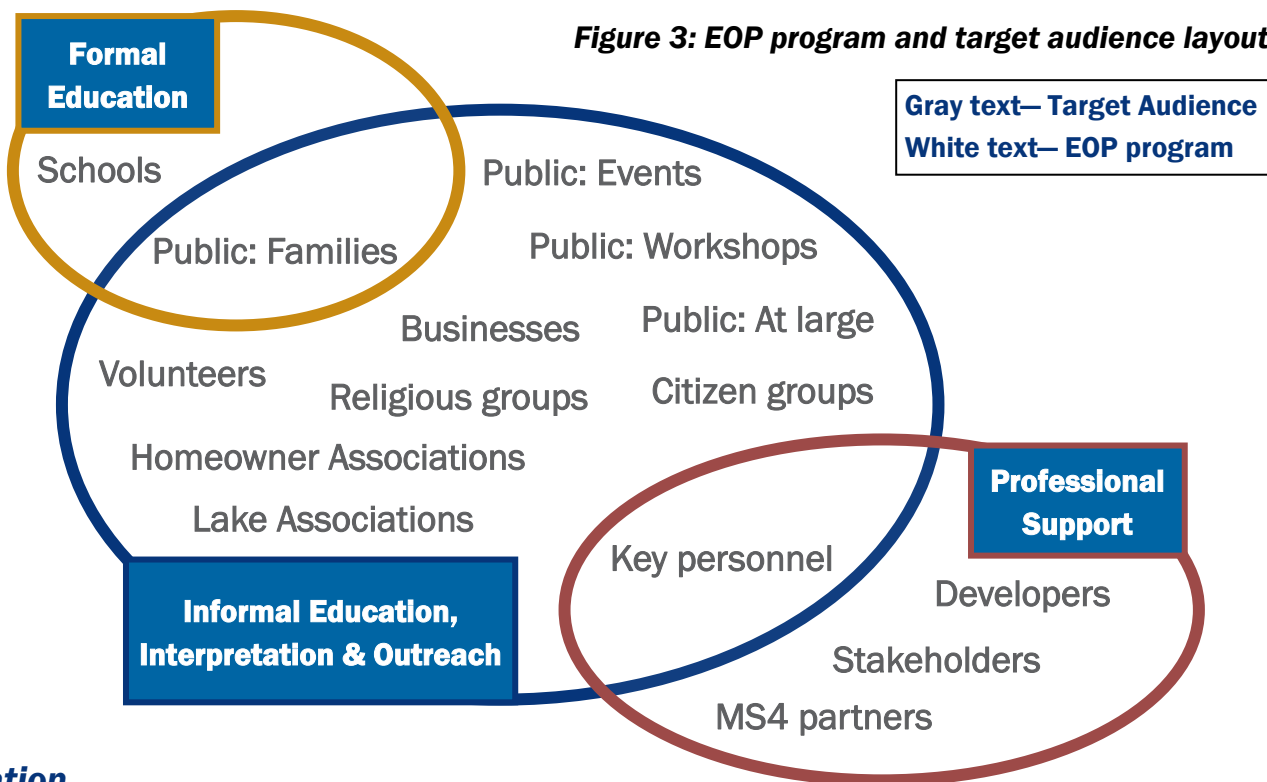 Figure 3: EOP program and target audience layout
Gray text— Target Audience
White text— EOP program
Formal
Education
Schools
Public: Families
Public: Events
Public: Workshops
Public: At large
Businesses
Volunteers
Religious groups
Citizen groups
Homeowner Associations
Lake Associations
Informal Education,
Interpretation & Outreach
Professional
Support
Key personnel
Developers
Stakeholders
MS4 partners